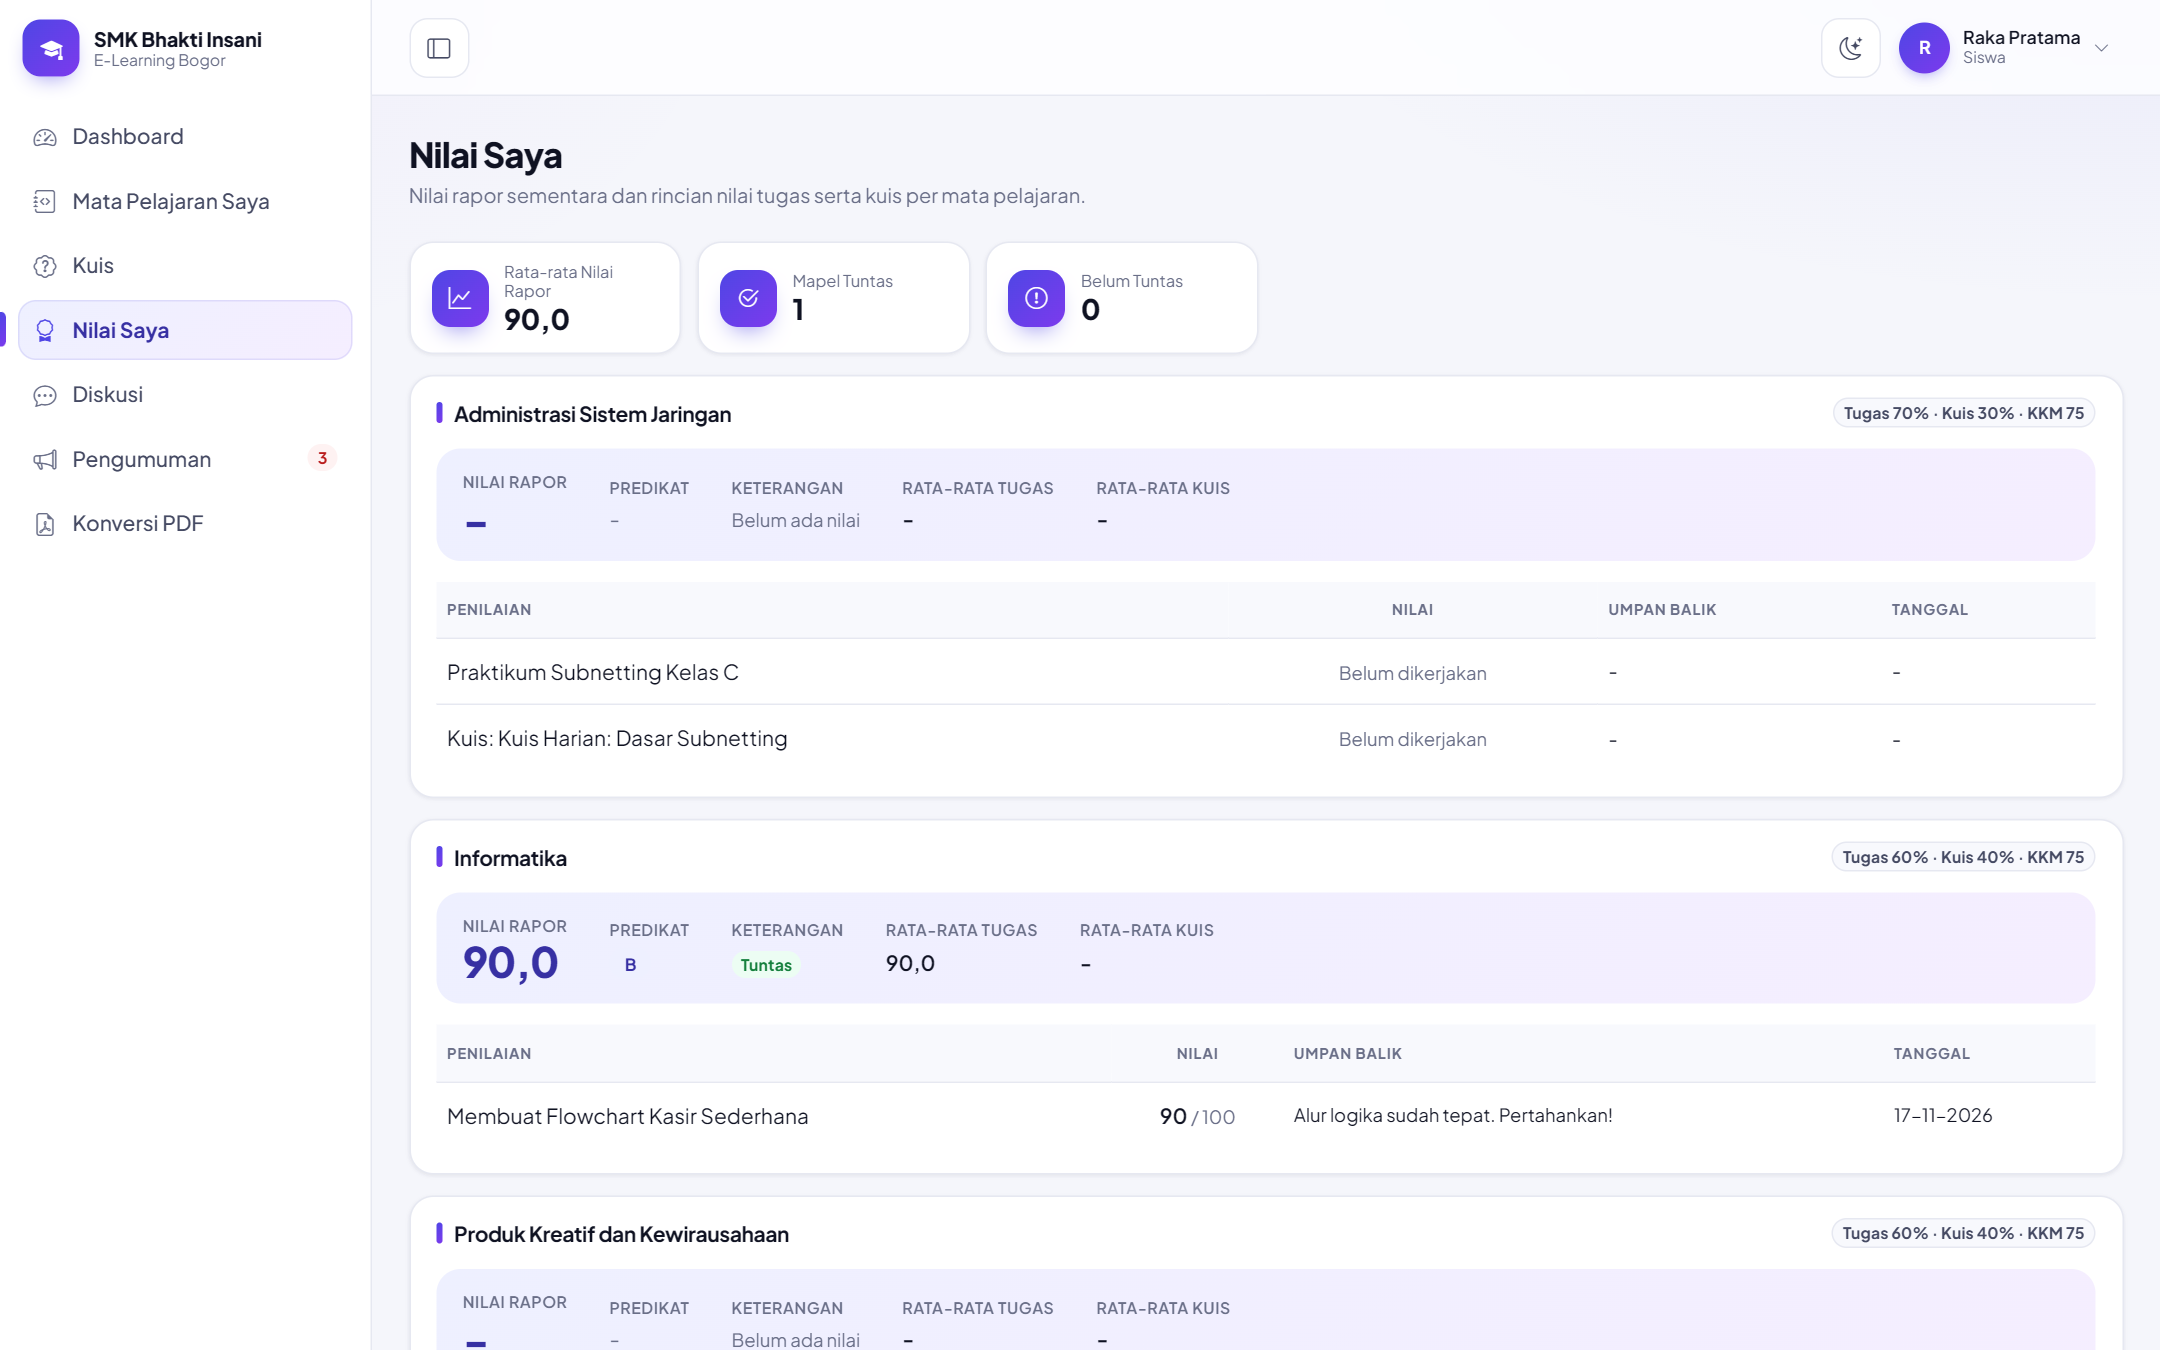 SMK Bhakti Insani
E-Learning Bogor
Dashboard
Mata Pelajaran Saya
Kuis
Nilai Saya
Diskusi
Pengumuman 3
Konversi PDF
R
Raka Pratama
Siswa
Nilai Saya
Nilai rapor sementara dan rincian nilai tugas serta kuis per mata pelajaran.
Rata-rata Nilai
Rapor
90,0
Mapel Tuntas
1
Belum Tuntas
0
Administrasi Sistem Jaringan
Tugas 70% · Kuis 30% · KKM 75
NILAI RAPOR PREDIKAT KETERANGAN RATA-RATA TUGAS RATA-RATA KUIS
– - Belum ada nilai - -
PENILAIAN NILAI UMPAN BALIK TANGGAL
Praktikum Subnetting Kelas C Belum dikerjakan - -
Kuis: Kuis Harian: Dasar Subnetting Belum dikerjakan - -
Informatika
Tugas 60% · Kuis 40% · KKM 75
NILAI RAPOR PREDIKAT KETERANGAN RATA-RATA TUGAS RATA-RATA KUIS
90,0 B Tuntas 90,0 -
PENILAIAN NILAI UMPAN BALIK TANGGAL
Membuat Flowchart Kasir Sederhana 90 / 100 Alur logika sudah tepat. Pertahankan! 17-11-2026
Produk Kreatif dan Kewirausahaan
Tugas 60% · Kuis 40% · KKM 75
NILAI RAPOR PREDIKAT KETERANGAN RATA-RATA TUGAS RATA-RATA KUIS
– - Belum ada nilai - -